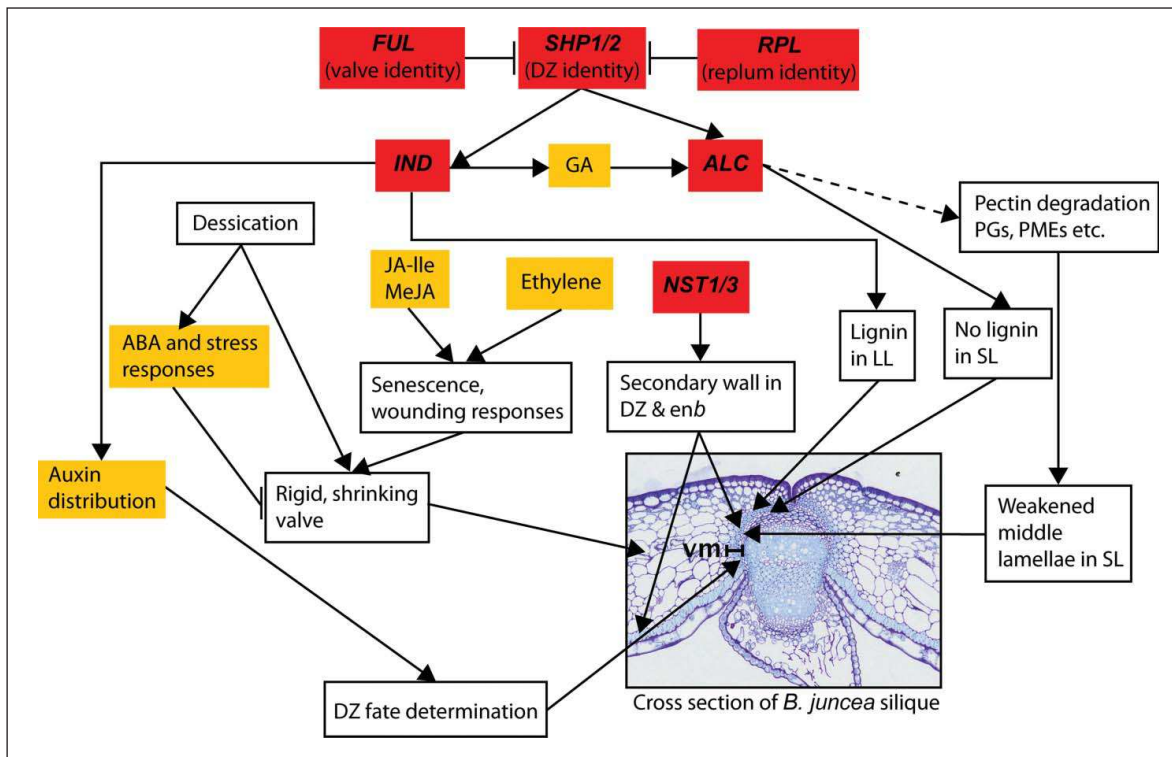 FUL
(valve identity)
SHP1/2
(DZ identity)
RPL
(replum identity)
IND
GA
ALC
Dessication
Pectin degradation
PGs, PMEs etc.
JA-Ile
MeJA
Ethylene
NST1/3
ABA and stress
responses
Senescence,
wounding responses
Secondary wall in
DZ & enb
Lignin
in LL
No lignin
in SL
Auxin
distribution
Rigid, shrinking
valve
vm
Weakened
middle
lamellae in SL
DZ fate determination
Cross section of B. juncea silique